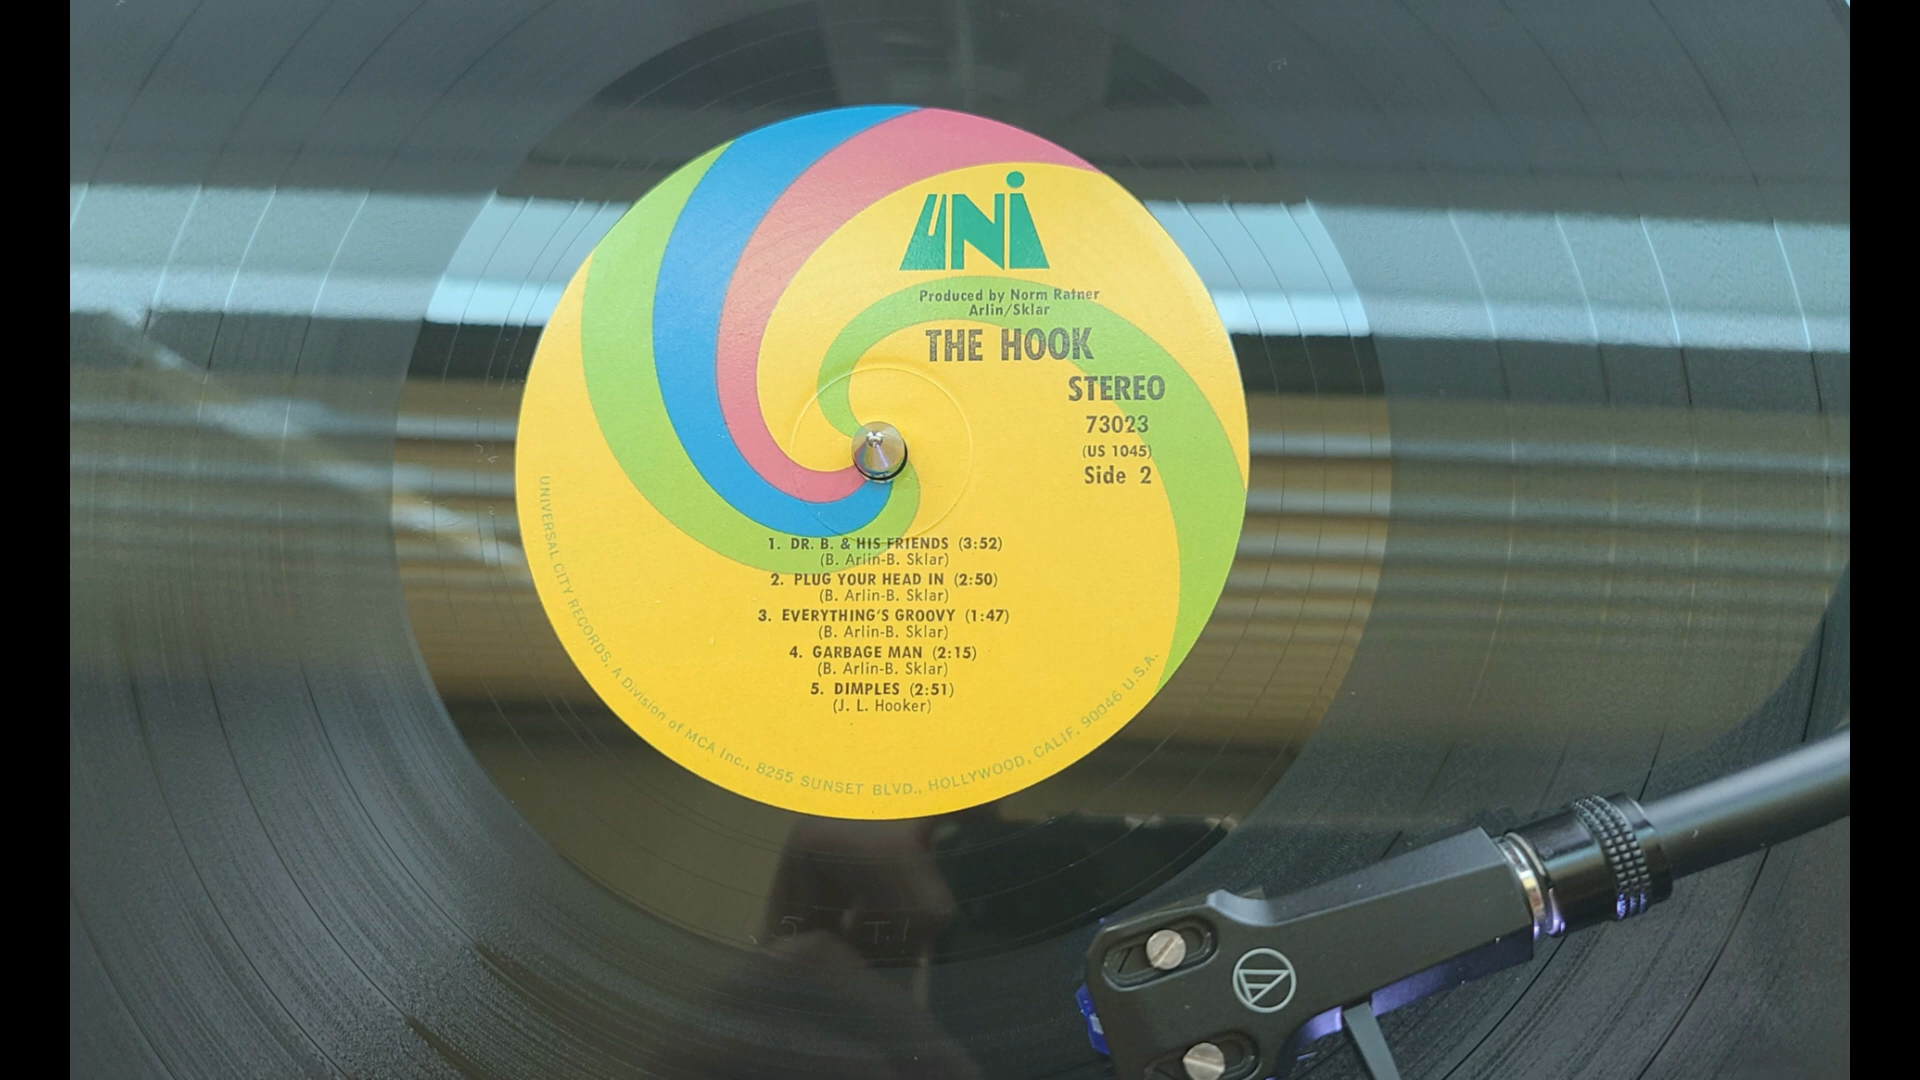 UNi
Produced by Norm Ratner
Arlin/Sklar
THE HOOK
STEREO
73023
(US 1045)
Side 2
1. DR. B. & HIS FRIENDS (3:52)
(B. Arlin-B. Sklar)
2. PLUG YOUR HEAD IN (2:50)
(B. Arlin-B. Sklar)
3. EVERYTHING'S GROOVY (1:47)
(B. Arlin-B. Sklar)
4. GARBAGE MAN (2:15)
(B. Arlin-B. Sklar)
5. DIMPLES (2:51)
(J. L. Hooker)
UNIVERSAL CITY RECORDS, A Division of MCA Inc., 8255 SUNSET BLVD., HOLLYWOOD, CALIF. 90046 U.S.A.